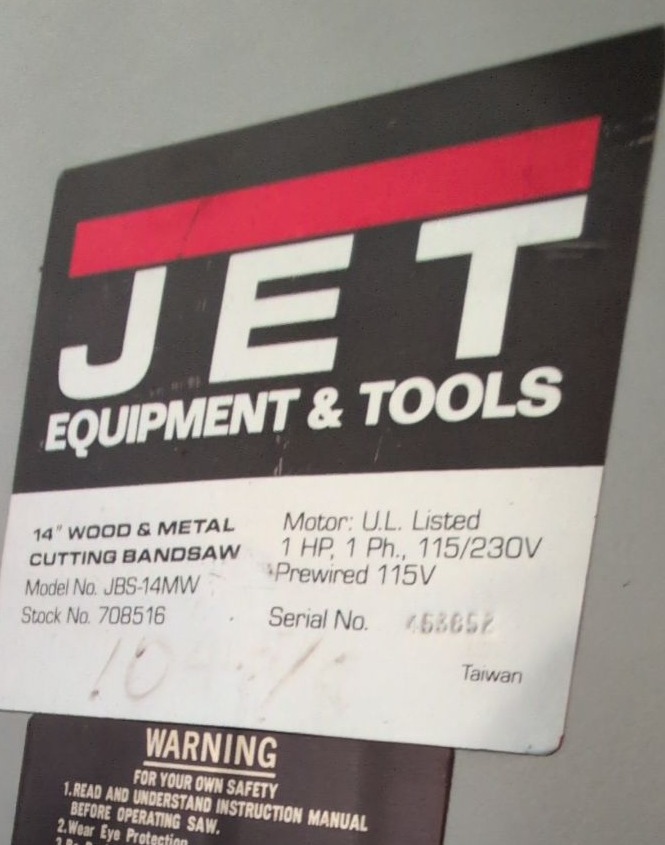 JET
EQUIPMENT & TOOLS
14" WOOD & METAL
CUTTING BANDSAW
Model No. JBS-14MW
Stock No. 708516
Motor: U.L. Listed
1 HP, 1 Ph., 115/230V
Prewired 115V
Serial No.
Taiwan
WARNING
FOR YOUR OWN SAFETY
1.READ AND UNDERSTAND INSTRUCTION MANUAL
BEFORE OPERATING SAW.
2.Wear Eye Protection